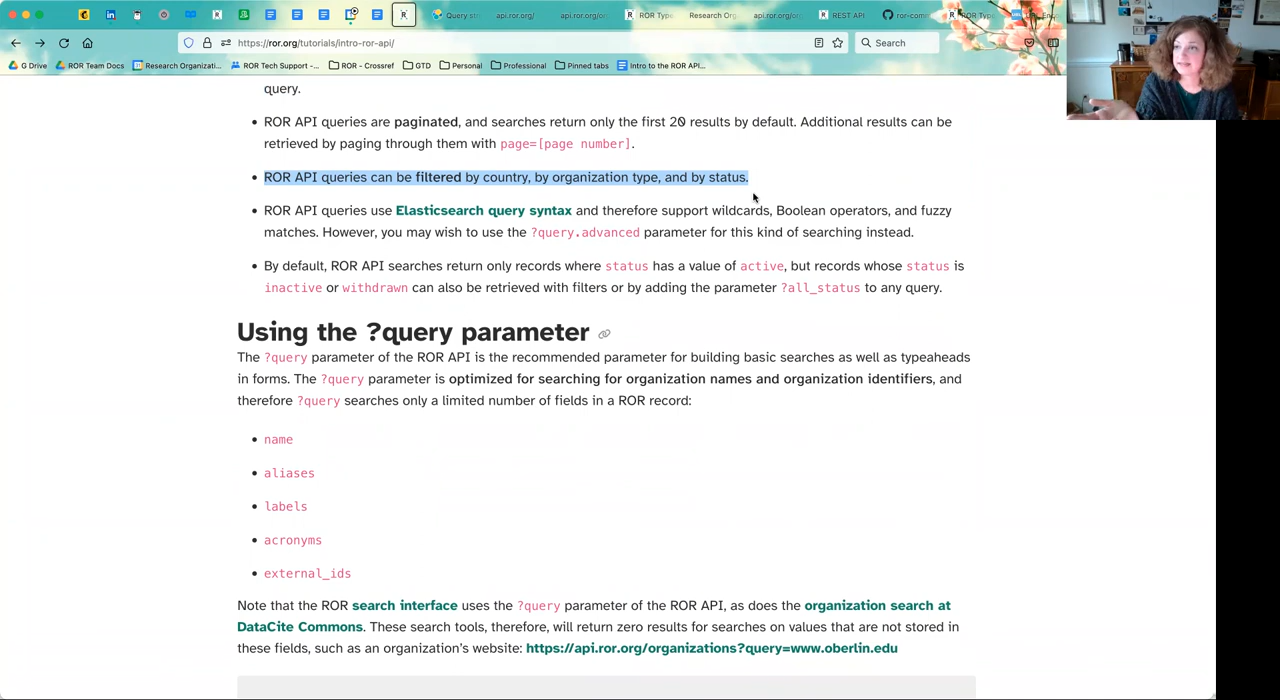 Query str
api.ror.org/
api.ror.org/or
ROR Type
Research Org
api.ror.org/or
REST API
ror-comm
ROR Ty
https://ror.org/tutorials/intro-ror-api/
Search
G Drive
ROR Team Docs
Research Organizati...
ROR Tech Support -...
ROR - Crossref
GTD
Personal
Professional
Pinned tabs
Intro to the ROR API...
query.
• ROR API queries are paginated, and searches return only the first 20 results by default. Additional results can be
retrieved by paging through them with page=[page number].
• ROR API queries can be filtered by country, by organization type, and by status.
• ROR API queries use Elasticsearch query syntax and therefore support wildcards, Boolean operators, and fuzzy
matches. However, you may wish to use the ?query.advanced parameter for this kind of searching instead.
• By default, ROR API searches return only records where status has a value of active, but records whose status is
inactive or withdrawn can also be retrieved with filters or by adding the parameter ?all_status to any query.
Using the ?query parameter
The ?query parameter of the ROR API is the recommended parameter for building basic searches as well as typeaheads
in forms. The ?query parameter is optimized for searching for organization names and organization identifiers, and
therefore ?query searches only a limited number of fields in a ROR record:
• name
• aliases
• labels
• acronyms
• external_ids
Note that the ROR search interface uses the ?query parameter of the ROR API, as does the organization search at
DataCite Commons. These search tools, therefore, will return zero results for searches on values that are not stored in
these fields, such as an organization's website: https://api.ror.org/organizations?query=www.oberlin.edu